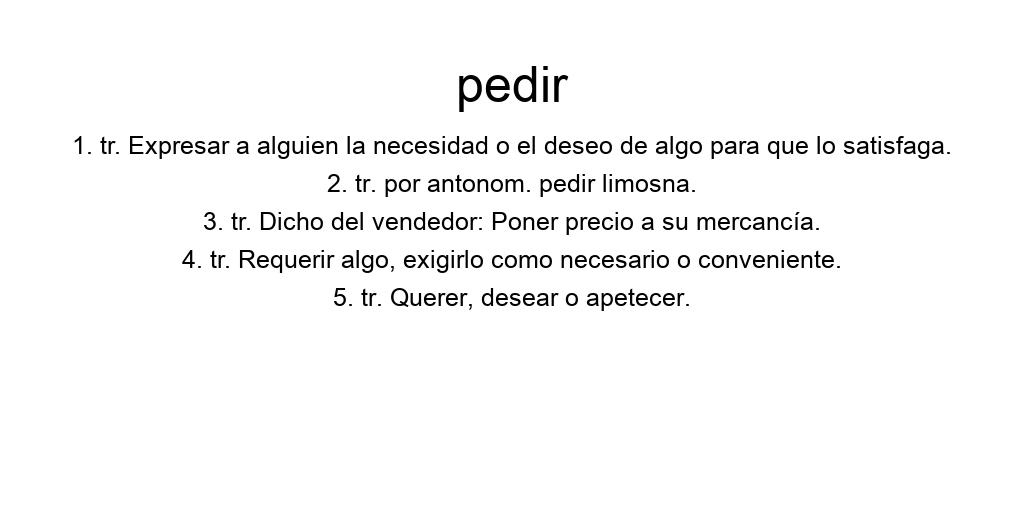 pedir
1. tr. Expresar a alguien la necesidad o el deseo de algo para que lo satisfaga.
2. tr. por antonom. pedir limosna.
3. tr. Dicho del vendedor: Poner precio a su mercancía.
4. tr. Requerir algo, exigirlo como necesario o conveniente.
5. tr. Querer, desear o apetecer.